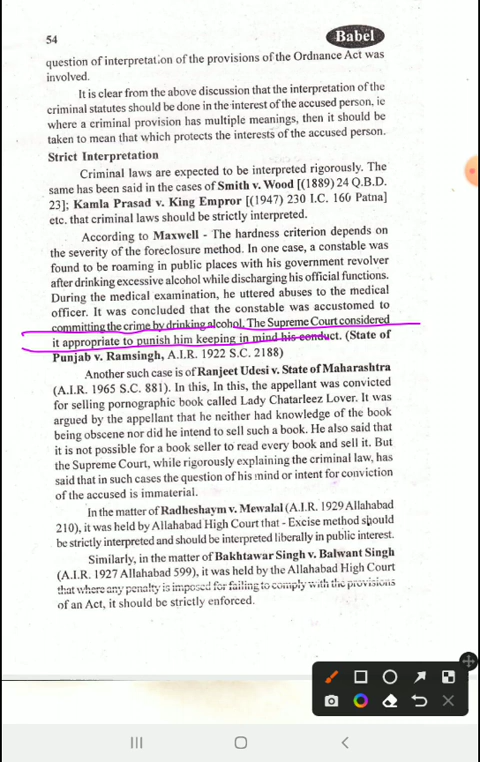 54
Babel
question of interpretation of the provisions of the Ordnance Act was
involved.
It is clear from the above discussion that the interpretation of the
criminal statutes should be done in the interest of the accused person, ie
where a criminal provision has multiple meanings, then it should be
taken to mean that which protects the interests of the accused person.
Strict Interpretation
Criminal laws are expected to be interpreted rigorously. The
same has been said in the cases of Smith v. Wood [(1889) 24 Q.B.D.
23]; Kamla Prasad v. King Empror [(1947) 230 I.C. 160 Patna]
etc. that criminal laws should be strictly interpreted.
According to Maxwell - The hardness criterion depends on
the severity of the foreclosure method. In one case, a constable was
found to be roaming in public places with his government revolver
after drinking excessive alcohol while discharging his official functions.
During the medical examination, he uttered abuses to the medical
officer. It was concluded that the constable was accustomed to
committing the crime by drinking alcohol. The Supreme Court considered
it appropriate to punish him keeping in mind his conduct. (State of
Punjab v. Ramsingh, A.I.R. 1922 S.C. 2188)
Another such case is of Ranjeet Udesi v. State of Maharashtra
(A.I.R. 1965 S.C. 881). In this, In this, the appellant was convicted
for selling pornographic book called Lady Chatarleez Lover. It was
argued by the appellant that he neither had knowledge of the book
being obscene nor did he intend to sell such a book. He also said that
it is not possible for a book seller to read every book and sell it. But
the Supreme Court, while rigorously explaining the criminal law, has
said that in such cases the question of his mind or intent for conviction
of the accused is immaterial.
In the matter of Radheshaym v. Mewalal (A.I.R. 1929 Allahabad
210), it was held by Allahabad High Court that - Excise method should
be strictly interpreted and should be interpreted liberally in public interest.
Similarly, in the matter of Bakhtawar Singh v. Balwant Singh
(A.I.R. 1927 Allahabad 599), it was held by the Allahabad High Court
that where any penalty is imposed for failing to comply with the provisions
of an Act, it should be strictly enforced.